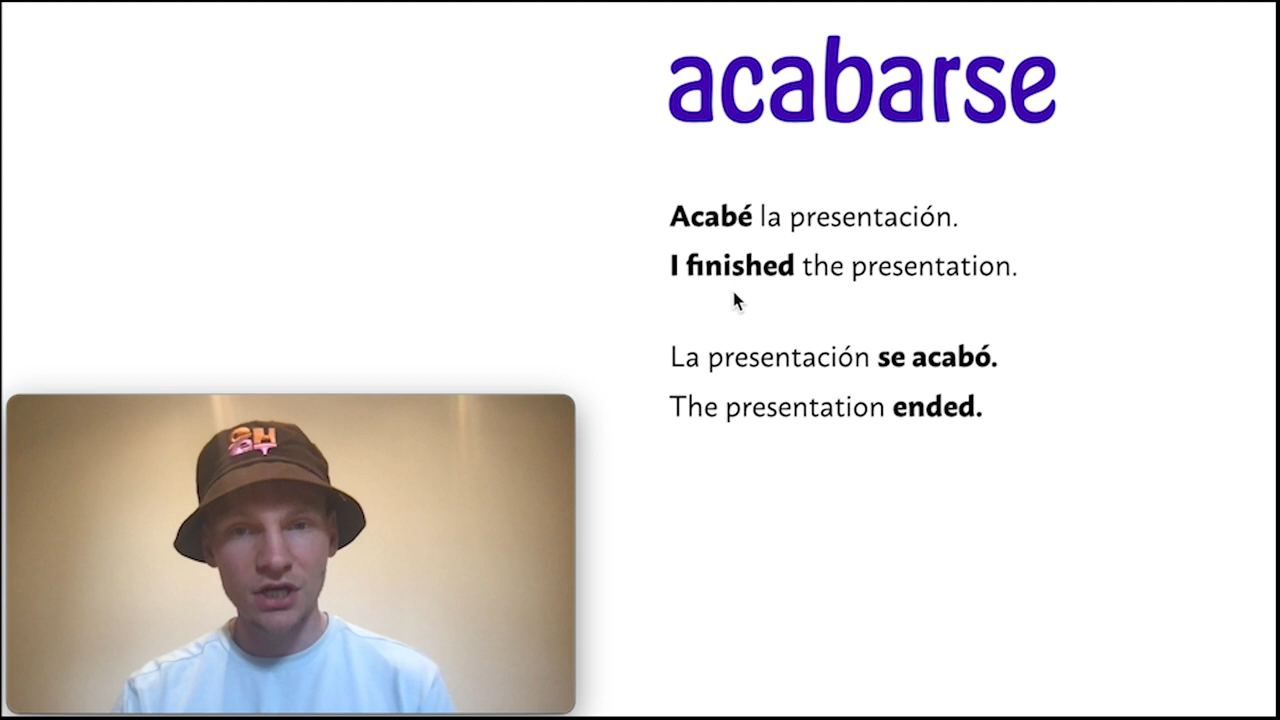 acabarse
Acabé la presentación.
I finished the presentation.
La presentación se acabó.
The presentation ended.